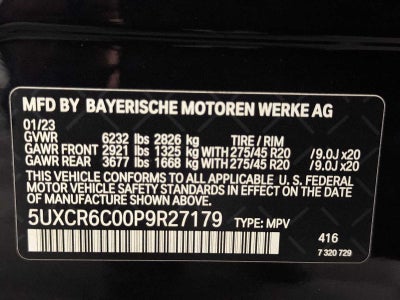 MFD BY BAYERISCHE MOTOREN WERKE AG
01/23
GVWR 6232 lbs 2826 kg TIRE / RIM
GAWR FRONT 2921 lbs 1325 kg WITH 275/45 R20 / 9.0J x20
GAWR REAR 3677 lbs 1668 kg WITH 275/45 R20 / 9.0J x20
THIS VEHICLE CONFORMS TO ALL APPLICABLE U.S. FEDERAL
MOTOR VEHICLE SAFETY STANDARDS
IN EFFECT ON THE DATE OF MANUFACTURE SHOWN ABOVE.
5UXCR6C00P9R27179 TYPE: MPV
416
7 320 729